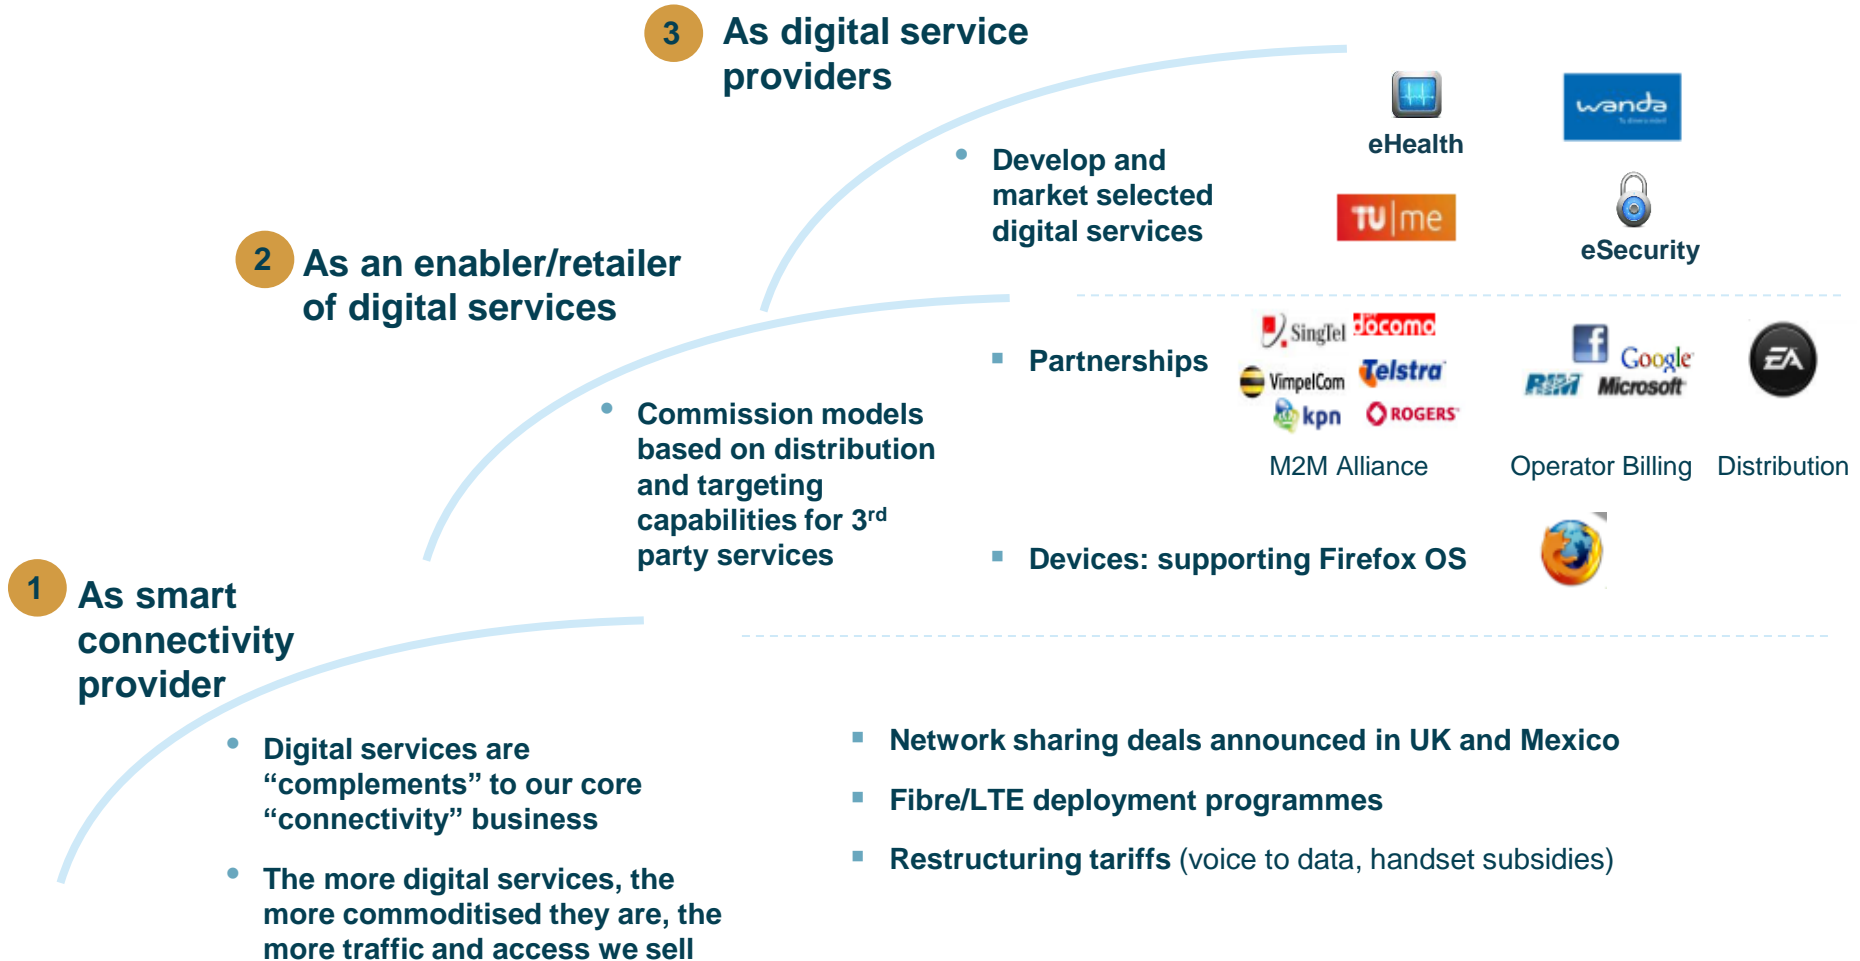 3
As digital service
providers
eHealth
wanda
• Develop and
market selected
digital services
TU|me
eSecurity
2
As an enabler/retailer
of digital services
▪ Partnerships
SingTel
docomo
VimpelCom
Telstra
kpn
ROGERS
Google
RIM
Microsoft
EA
M2M Alliance
Operator Billing
Distribution
• Commission models
based on distribution
and targeting
capabilities for 3rd
party services
▪ Devices: supporting Firefox OS
1
As smart
connectivity
provider
• Digital services are
“complements” to our core
“connectivity” business
• The more digital services, the
more commoditised they are, the
more traffic and access we sell
▪ Network sharing deals announced in UK and Mexico
▪ Fibre/LTE deployment programmes
▪ Restructuring tariffs (voice to data, handset subsidies)